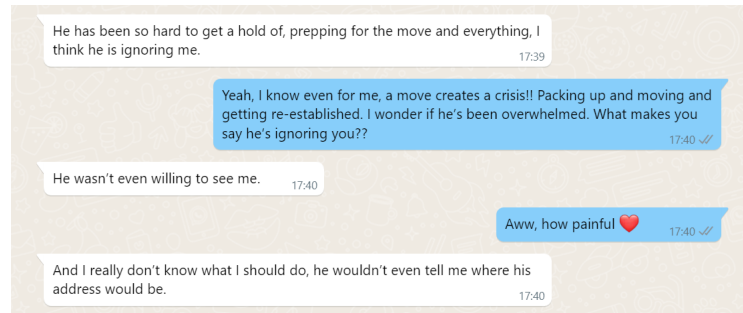 He has been so hard to get a hold of, prepping for the move and everything, I
think he is ignoring me.
17:39
Yeah, I know even for me, a move creates a crisis!! Packing up and moving and
getting re-established. I wonder if he's been overwhelmed. What makes you
say he's ignoring you??
17:40
He wasn't even willing to see me.
17:40
Aww, how painful ❤️
17:40
And I really don't know what I should do, he wouldn't even tell me where his
address would be.
17:40